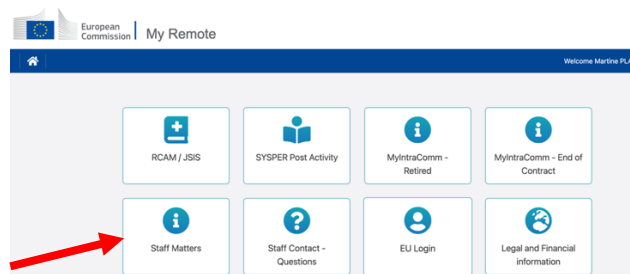 European
Commission
My Remote
Welcome Martine
RCAM / JSIS
SYSPER Post Activity
MyIntraComm -
Retired
MyIntraComm - End of
Contract
Staff Matters
Staff Contact -
Questions
EU Login
Legal and Financial
information